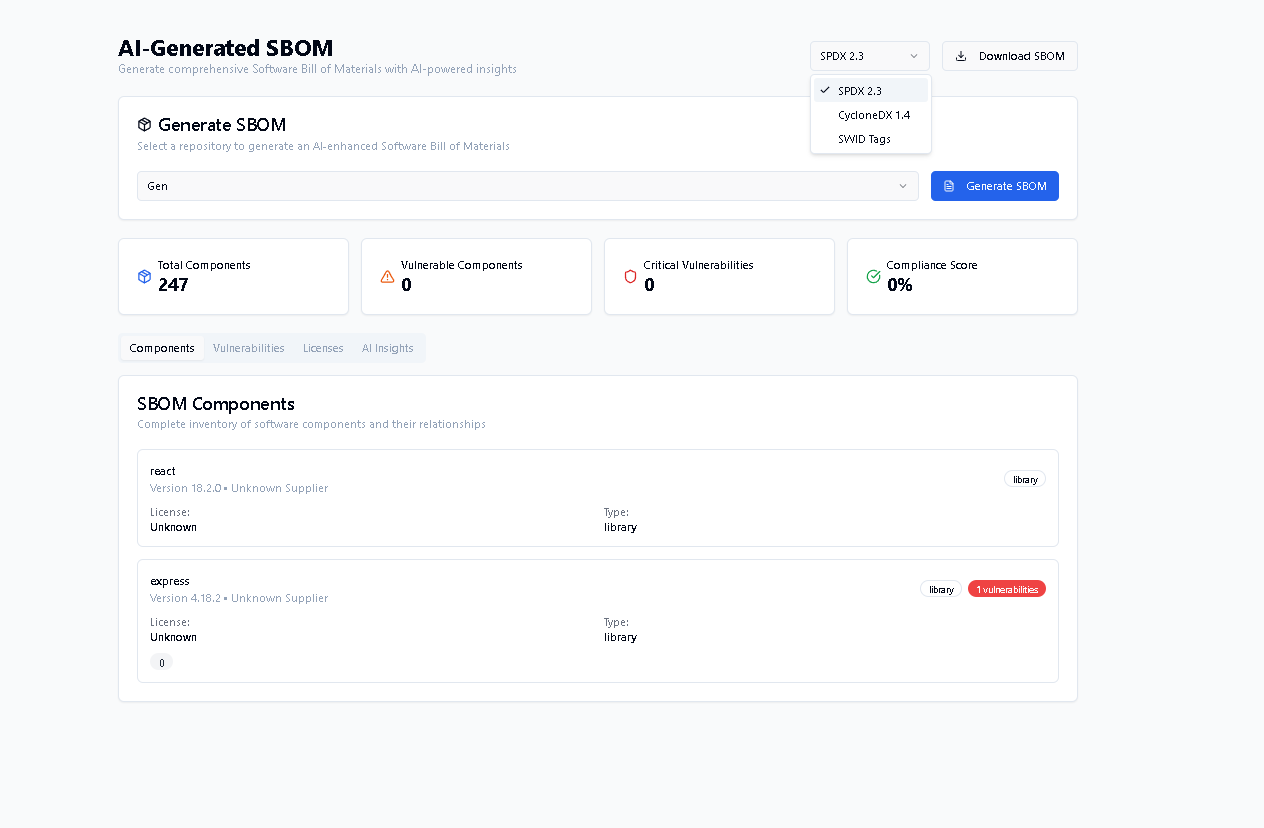 AI-Generated SBOM
Generate comprehensive Software Bill of Materials with AI-powered insights
SPDX 2.3
Download SBOM
SPDX 2.3
CycloneDX 1.4
SWID Tags
Generate SBOM
Select a repository to generate an AI-enhanced Software Bill of Materials
Gen
Generate SBOM
Total Components
247
Vulnerable Components
0
Critical Vulnerabilities
0
Compliance Score
0%
Components
Vulnerabilities
Licenses
AI Insights
SBOM Components
Complete inventory of software components and their relationships
react
Version 18.2.0 • Unknown Supplier
library
License:
Unknown
Type:
library
express
Version 4.18.2 • Unknown Supplier
library
1 vulnerabilities
License:
Unknown
Type:
library
0